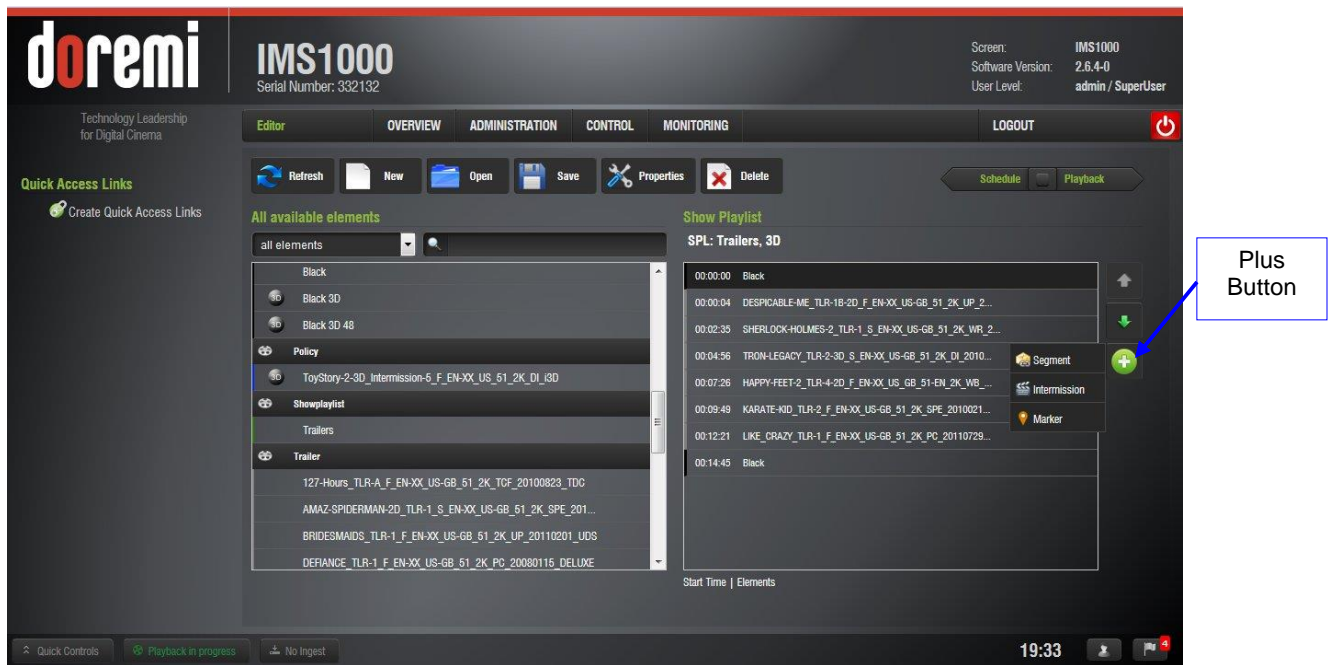 doremi
Technology Leadership
for Digital Cinema
IMS1000
Serial Number: 332132
Screen: IMS1000
Software Version: 2.6.4-0
User Level: admin / SuperUser
Editor OVERVIEW ADMINISTRATION CONTROL MONITORING LOGOUT
Quick Access Links
Create Quick Access Links
Refresh New Open Save Properties Delete
Schedule Playback
All available elements
all elements
Black
3D Black 3D
3D Black 3D 48
Policy
3D ToyStory-2-3D_Intermission-5_F_EN-XX_US_51_2K_DI_i3D
Showplaylist
Trailers
Trailer
127-Hours_TLR-A_F_EN-XX_US-GB_51_2K_TCF_20100823_TDC
AMAZ-SPIDERMAN-2D_TLR-1_S_EN-XX_US-GB_51_2K_SPE_201...
BRIDESMAIDS_TLR-1_F_EN-XX_US-GB_51_2K_UP_20110201_UDS
DEFIANCE_TLR-1_F_EN-XX_US-GB_51_2K_PC_20080115_DELUXE
Show Playlist
SPL: Trailers, 3D
00:00:00 Black
00:00:04 DESPICABLE-ME_TLR-1B-2D_F_EN-XX_US-GB_51_2K_UP_2...
00:02:35 SHERLOCK-HOLMES-2_TLR-1_S_EN-XX_US-GB_51_2K_WR_2...
00:04:56 TRON-LEGACY_TLR-2-3D_S_EN-XX_US-GB_51_2K_DI_2010...
00:07:26 HAPPY-FEET-2_TLR-4-2D_F_EN-XX_US_GB_51-EN_2K_WB_...
00:09:49 KARATE-KID_TLR-2_F_EN-XX_US-GB_51_2K_SPE_2010021...
00:12:21 LIKE_CRAZY_TLR-1_F_EN-XX_US-GB_51_2K_PC_20110729...
00:14:45 Black
Segment
Intermission
Marker
Start Time | Elements
Plus
Button
Quick Controls Playback in progress No Ingest 19:33 4